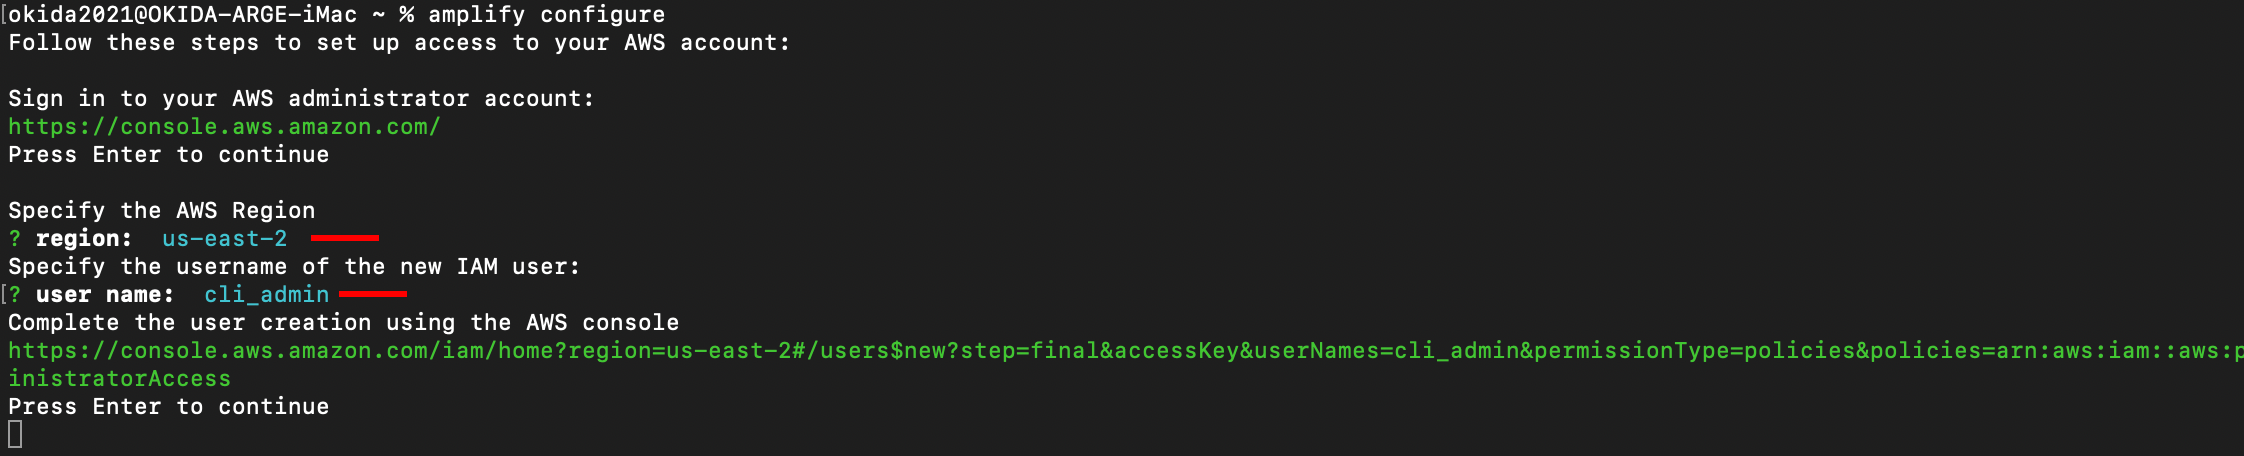 okida2021@OKIDA-ARGE-iMac ~ % amplify configure
Follow these steps to set up access to your AWS account:
Sign in to your AWS administrator account:
https://console.aws.amazon.com/
Press Enter to continue
Specify the AWS Region
? region:  us-east-2
Specify the username of the new IAM user:
? user name:  cli_admin
Complete the user creation using the AWS console
https://console.aws.amazon.com/iam/home?region=us-east-2#/users$new?step=final&accessKey&userNames=cli_admin&permissionType=policies&policies=arn:aws:iam::aws:p
inistratorAccess
Press Enter to continue